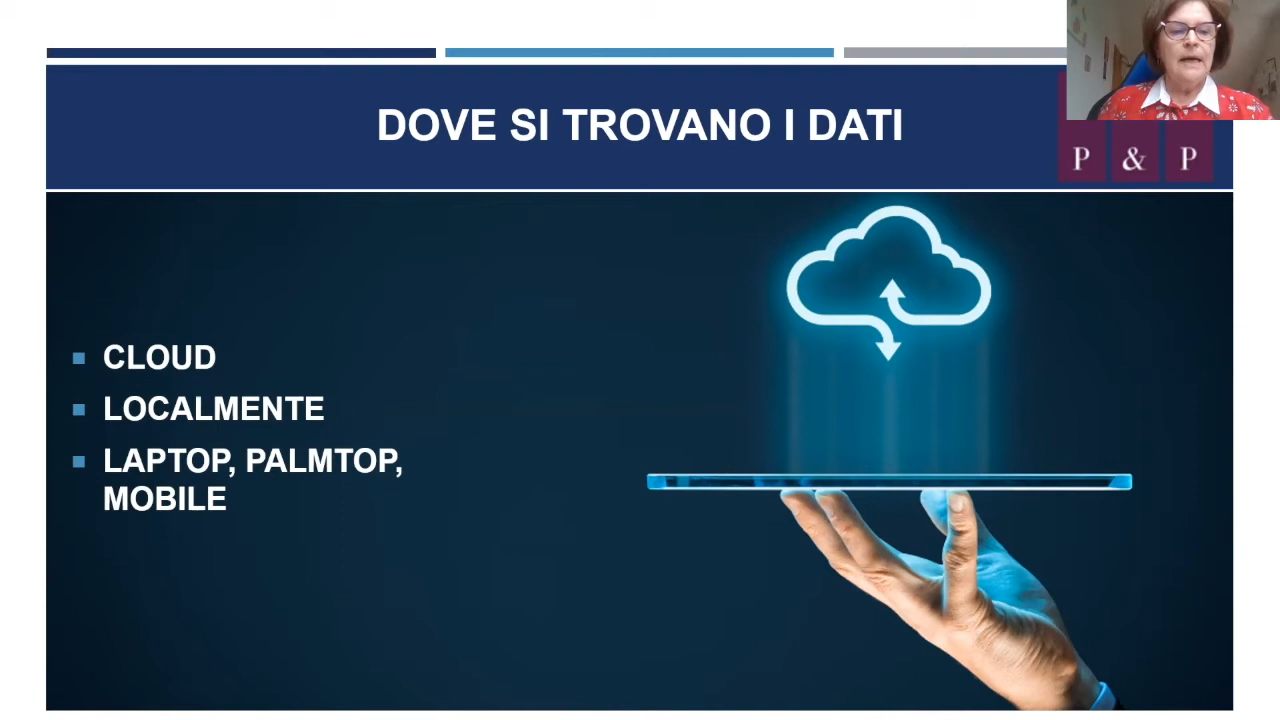 DOVE SI TROVANO I DATI
P & P
CLOUD
LOCALMENTE
LAPTOP, PALMTOP,
MOBILE